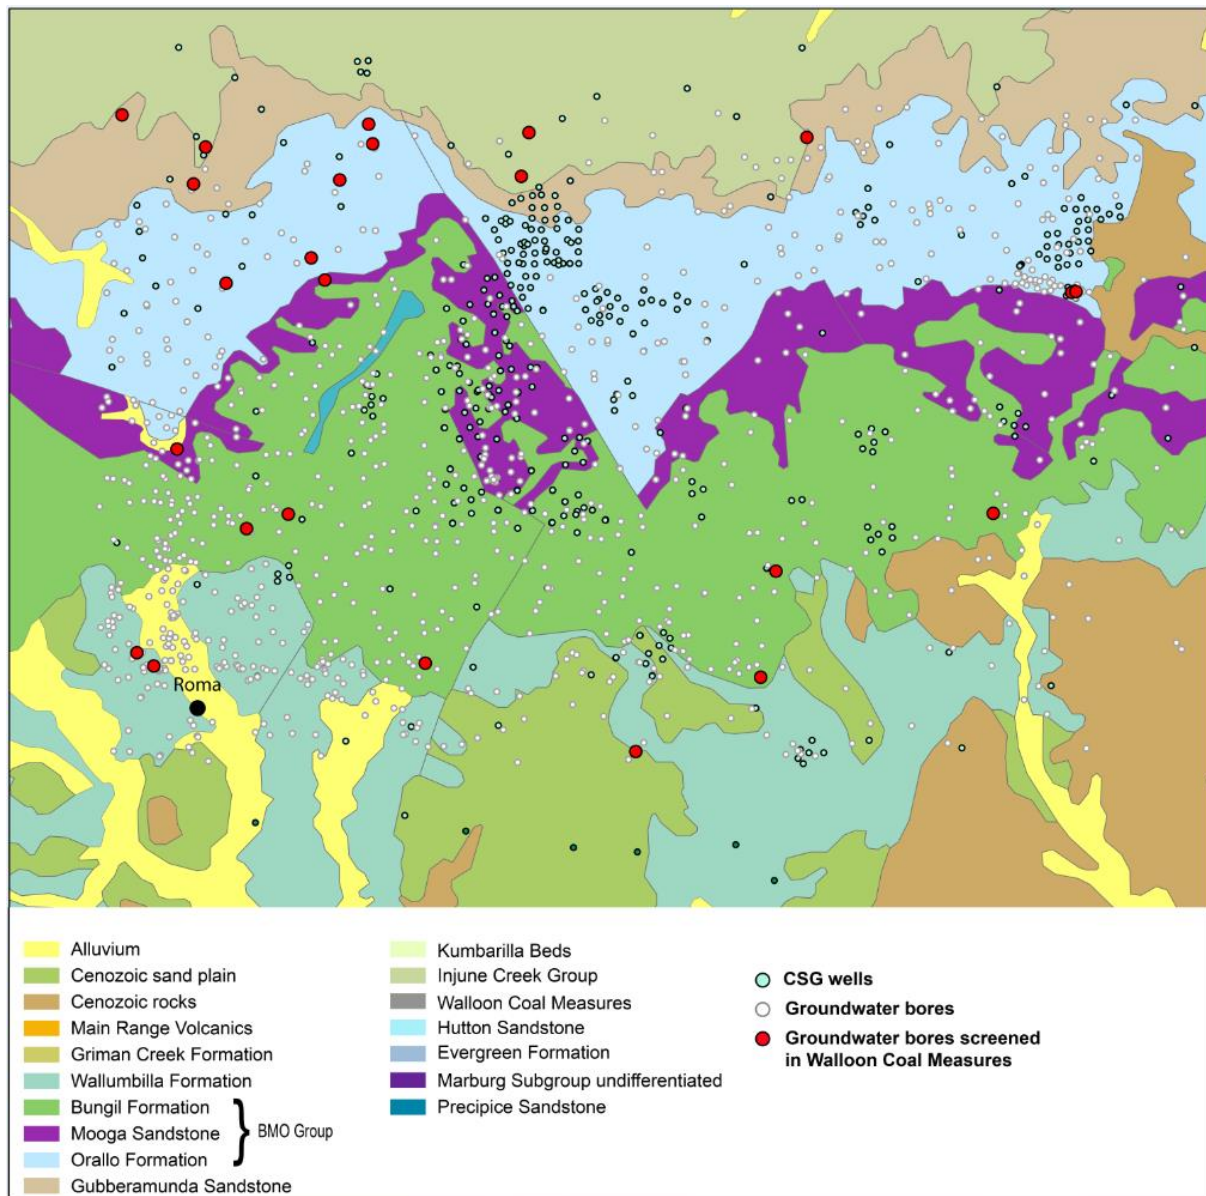 Roma
Alluvium
Cenozoic sand plain
Cenozoic rocks
Main Range Volcanics
Griman Creek Formation
Wallumbilla Formation
Bungil Formation
Mooga Sandstone
Orallo Formation
Gubberamunda Sandstone
BMO Group
Kumbarilla Beds
Injune Creek Group
Walloon Coal Measures
Hutton Sandstone
Evergreen Formation
Marburg Subgroup undifferentiated
Precipice Sandstone
CSG wells
Groundwater bores
Groundwater bores screened
in Walloon Coal Measures